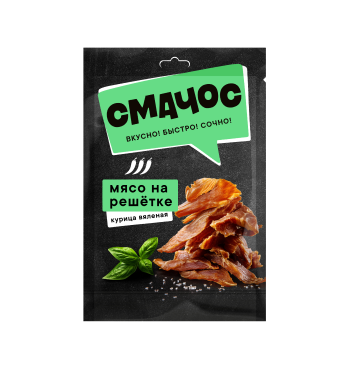 СМАЧОС
ВКУСНО! БЫСТРО! СОЧНО!
мясо на
решётке
курица вяленая